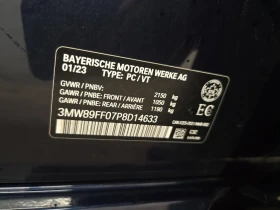 BAYERISCHE MOTOREN WERKE AG
01/23 TYPE: PC / VT
GVWR / PNBV: 2150 kg
GAWR / PNBE FRONT / AVANT 1050 kg
GAWR / PNBE REAR / ARRIÈRE 1190 kg
3MW89FF07P8D14633
EC